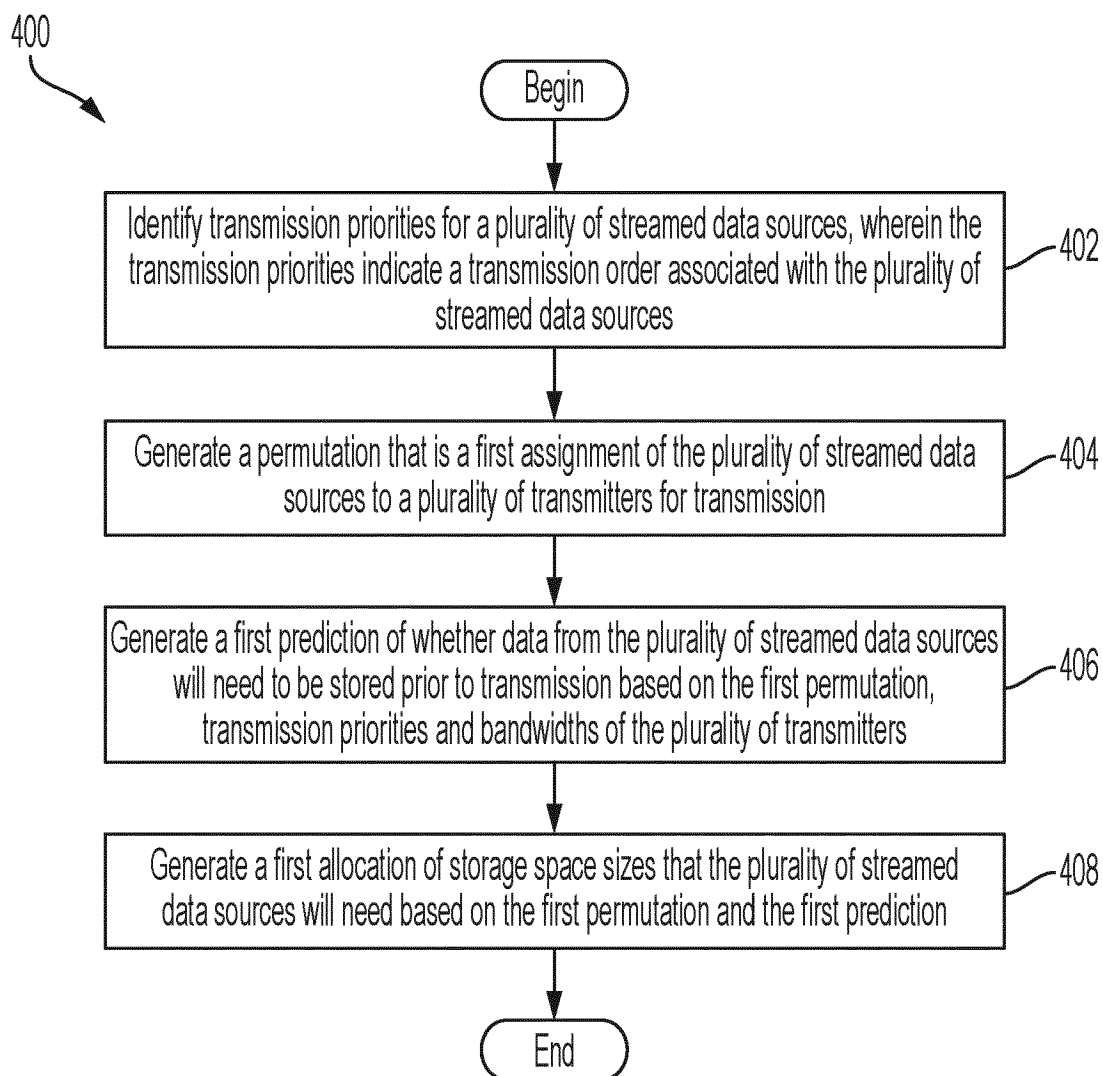 400
Begin
Identify transmission priorities for a plurality of streamed data sources, wherein the
transmission priorities indicate a transmission order associated with the plurality of
streamed data sources
402
Generate a permutation that is a first assignment of the plurality of streamed data
sources to a plurality of transmitters for transmission
404
Generate a first prediction of whether data from the plurality of streamed data sources
will need to be stored prior to transmission based on the first permutation,
transmission priorities and bandwidths of the plurality of transmitters
406
Generate a first allocation of storage space sizes that the plurality of streamed
data sources will need based on the first permutation and the first prediction
408
End